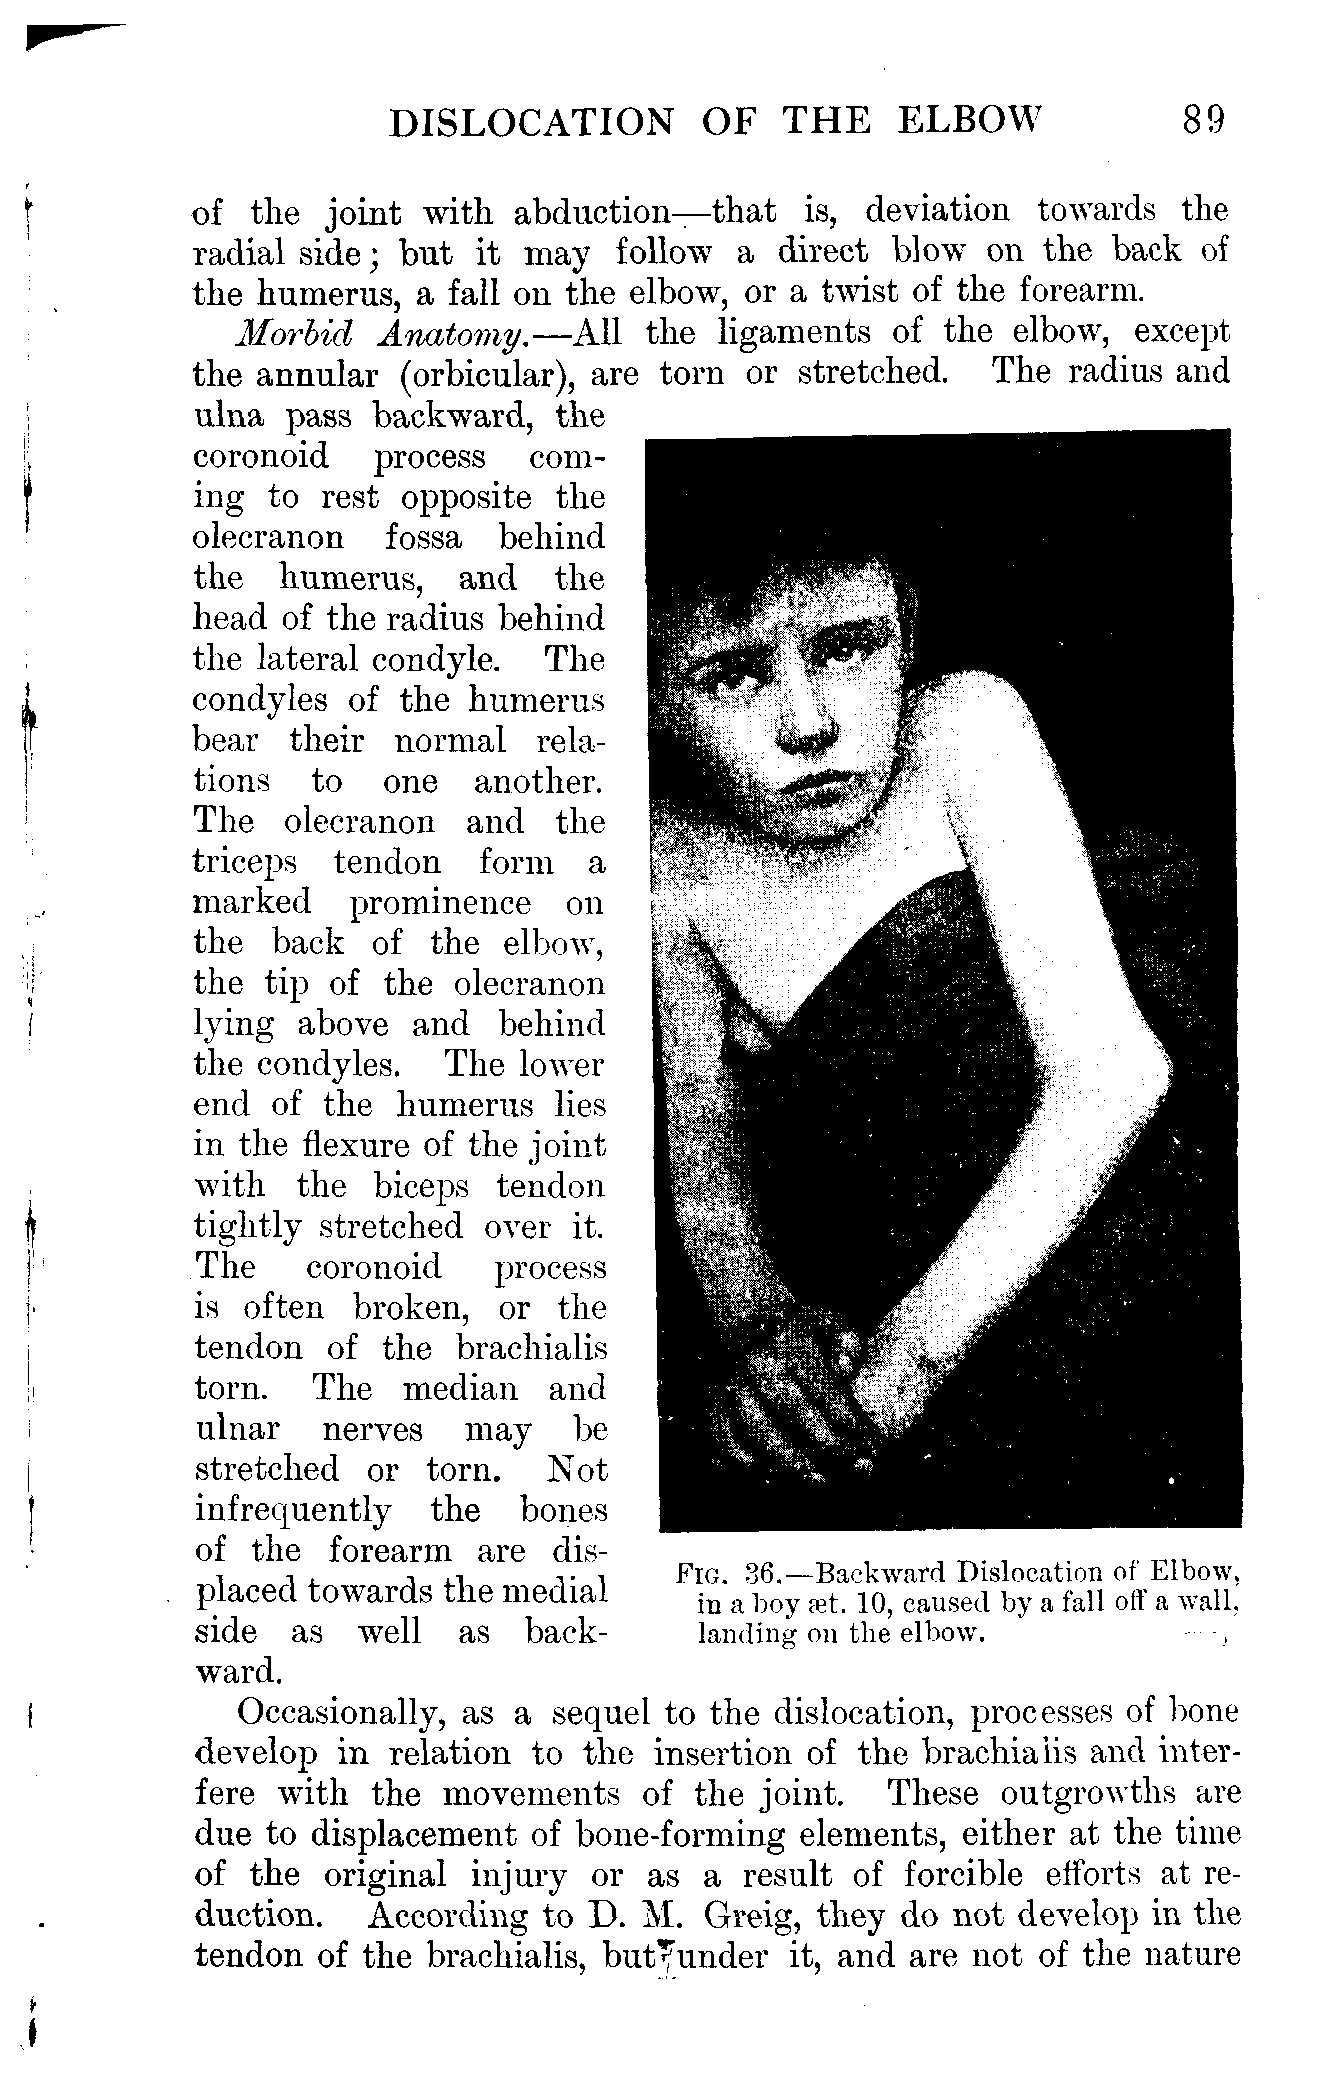 DISLOCATION OF THE ELBOW 89
of the joint with abduction—that is, deviation towards the
radial side; but it may follow a direct blow on the back of
the humerus, a fall on the elbow, or a twist of the forearm.
Morbid Anatomy.—All the ligaments of the elbow, except
the annular (orbicular), are torn or stretched. The radius and
ulna pass backward, the
coronoid process com-
ing to rest opposite the
olecranon fossa behind
the humerus, and the
head of the radius behind
the lateral condyle. The
condyles of the humerus
bear their normal rela-
tions to one another.
The olecranon and the
triceps tendon form a
marked prominence on
the back of the elbow,
the tip of the olecranon
lying above and behind
the condyles. The lower
end of the humerus lies
in the flexure of the joint
with the biceps tendon
tightly stretched over it.
The coronoid process
is often broken, or the
tendon of the brachialis
torn. The median and
ulnar nerves may be
stretched or torn. Not
infrequently the bones
of the forearm are dis-
placed towards the medial
side as well as back-
ward.
FIG. 36.—Backward Dislocation of Elbow,
in a boy æt. 10, caused by a fall off a wall,
landing on the elbow.
Occasionally, as a sequel to the dislocation, processes of bone
develop in relation to the insertion of the brachialis and inter-
fere with the movements of the joint. These outgrowths are
due to displacement of bone-forming elements, either at the time
of the original injury or as a result of forcible efforts at re-
duction. According to D. M. Greig, they do not develop in the
tendon of the brachialis, but under it, and are not of the nature